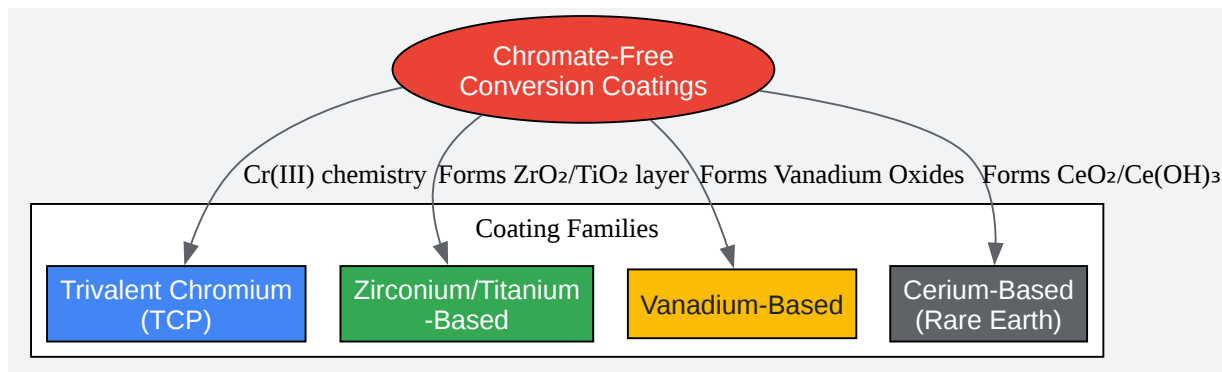 Chromate-Free
Conversion Coatings
Cr(III) chemistry
Forms ZrO₂/TiO₂ layer
Forms Vanadium Oxides
Forms CeO₂/Ce(OH)₃
Coating Families
Trivalent Chromium
(TCP)
Zirconium/Titanium
-Based
Vanadium-Based
Cerium-Based
(Rare Earth)